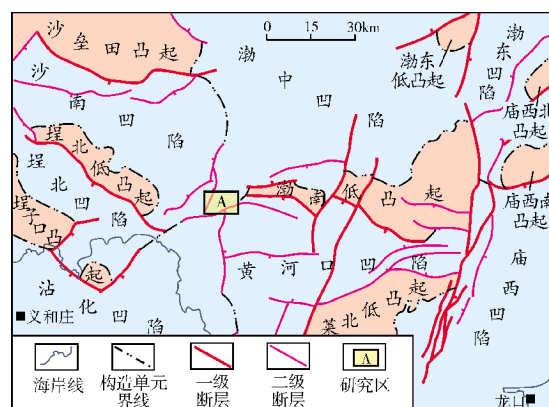 0 15 30km
沙垒田凸起
沙南凹陷
渤中凹陷
渤东低凸起
渤东凹陷
庙西北凸起
庙西南凸起
庙西凹陷
埕北低凸起
埕北凹陷
埕子口凸起
渤南低凸起
A
黄河口凹陷
莱北低凸起
沾化凹陷
义和庄
龙口
海岸线
构造单元
界线
一级
断层
二级
断层
A
研究区